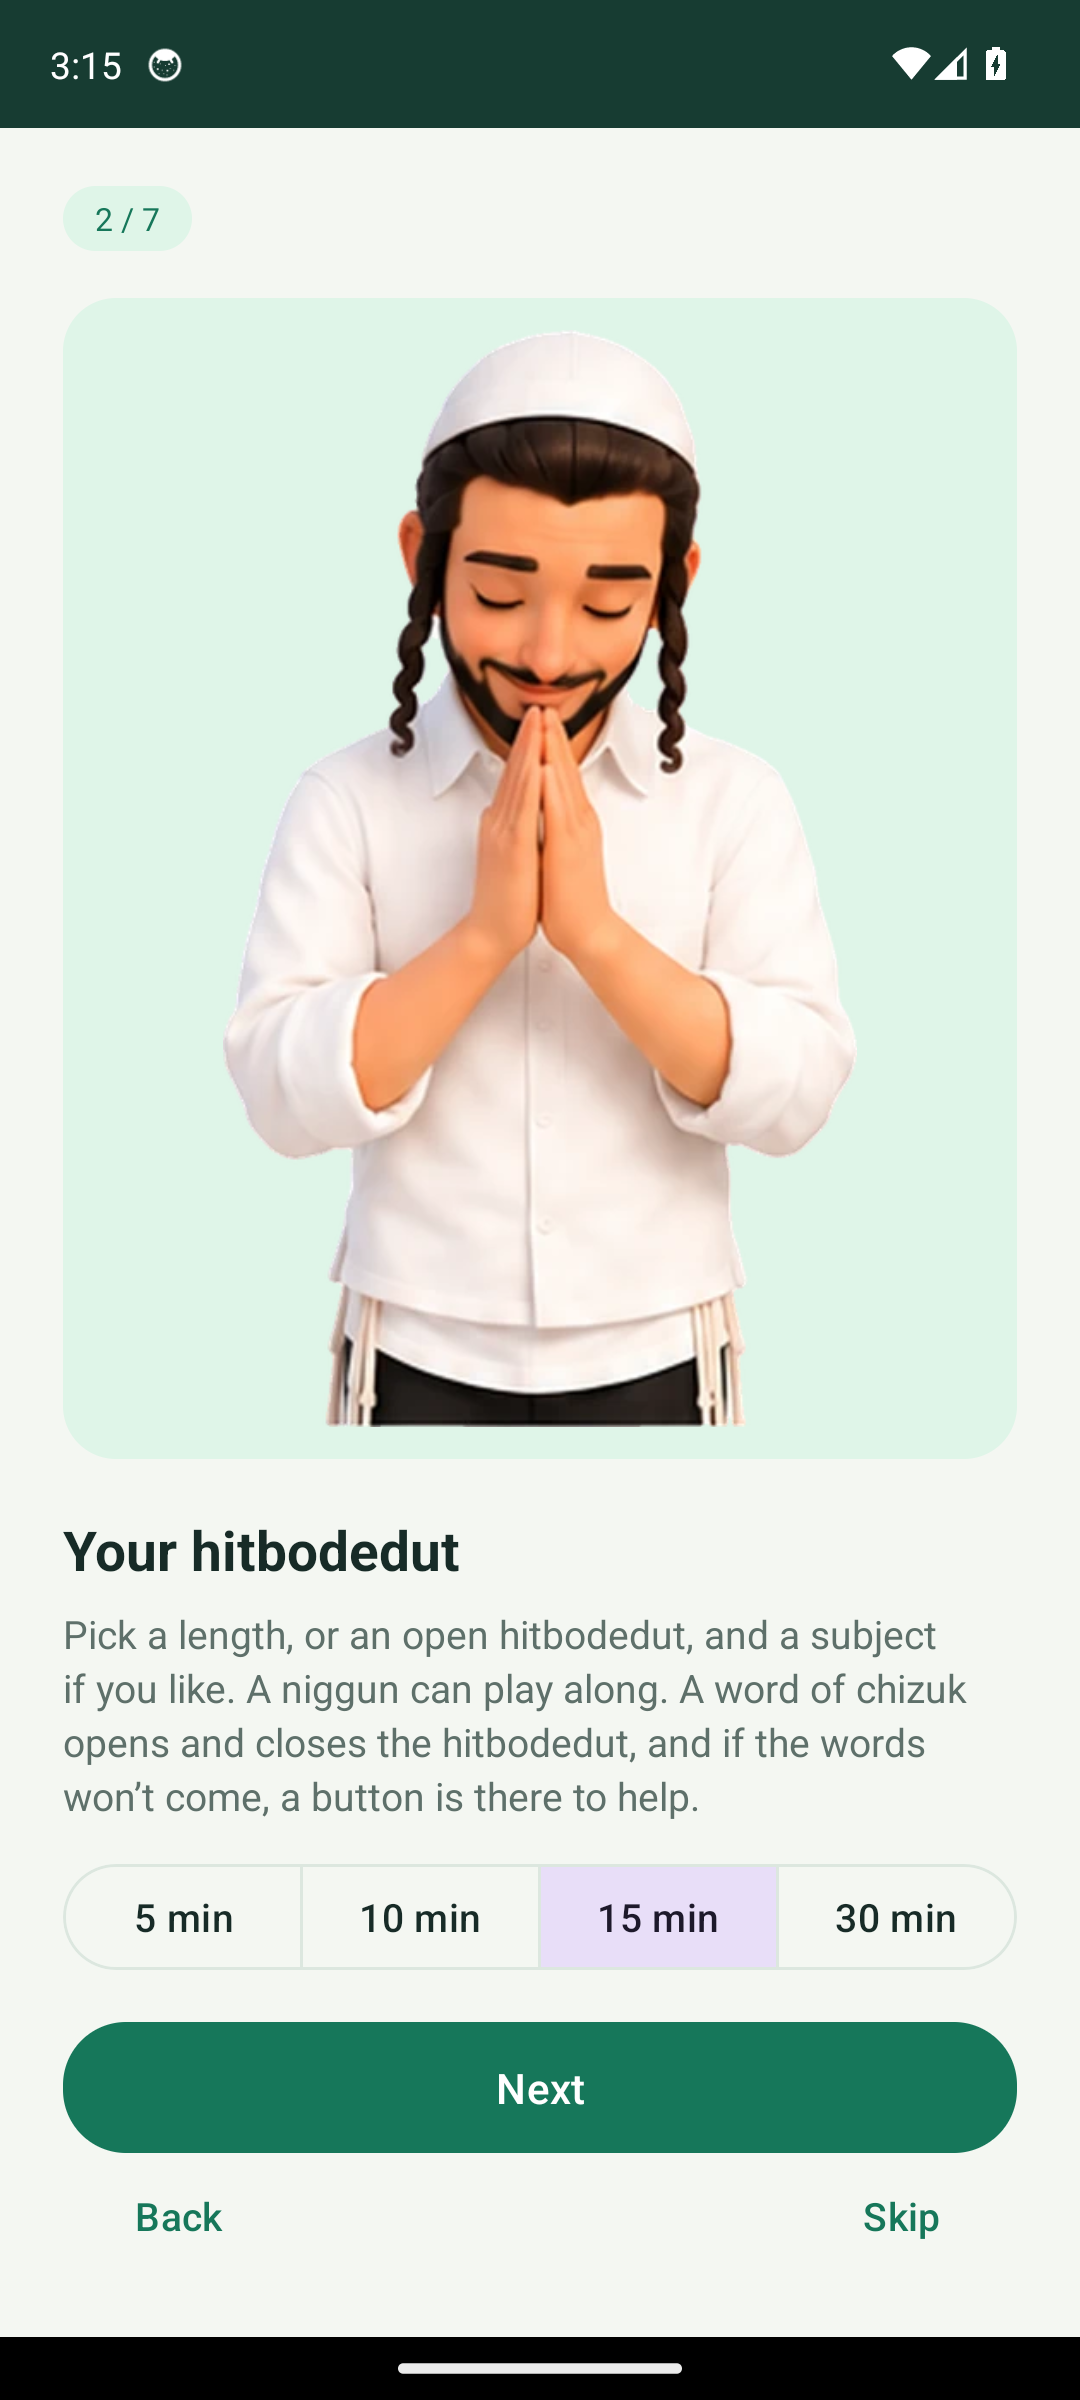 3:15
2 / 7
Your hitbodedut
Pick a length, or an open hitbodedut, and a subject
if you like. A niggun can play along. A word of chizuk
opens and closes the hitbodedut, and if the words
won’t come, a button is there to help.
5 min
10 min
15 min
30 min
Next
Back
Skip